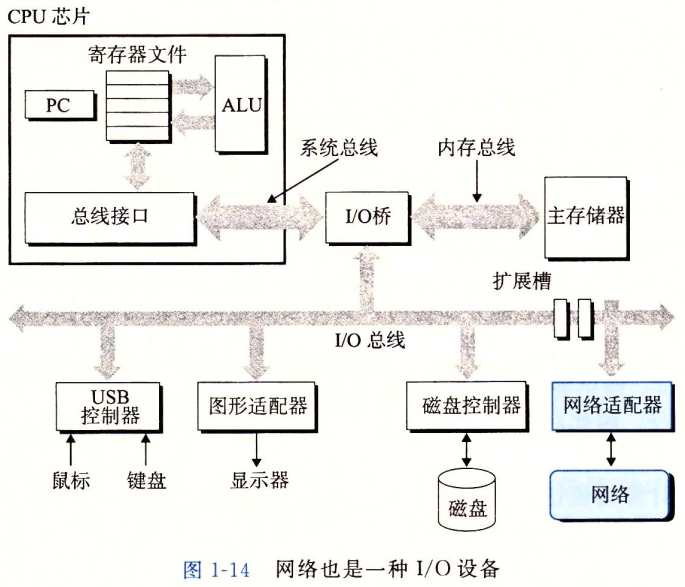 CPU 芯片
寄存器文件
PC
ALU
系统总线
内存总线
总线接口
I/O桥
主存储器
扩展槽
I/O 总线
USB
控制器
图形适配器
磁盘控制器
网络适配器
鼠标
键盘
显示器
磁盘
网络
图 1-14 网络也是一种 I/O 设备